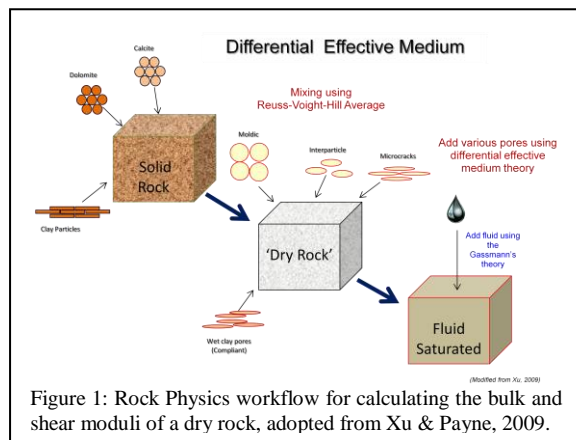 Differential Effective Medium
Calcite
Dolomite
Mixing using
Reuss-Voight-Hill Average
Moldic
Interparticle
Microcracks
Add various pores using
differential effective
medium theory
Solid
Rock
Clay Particles
Add fluid using
the
Gassmann's
theory
'Dry Rock'
Wet clay pores
(Compliant)
Fluid
Saturated
(Modified from Xu, 2009)
Figure 1: Rock Physics workflow for calculating the bulk and
shear moduli of a dry rock, adopted from Xu & Payne, 2009.